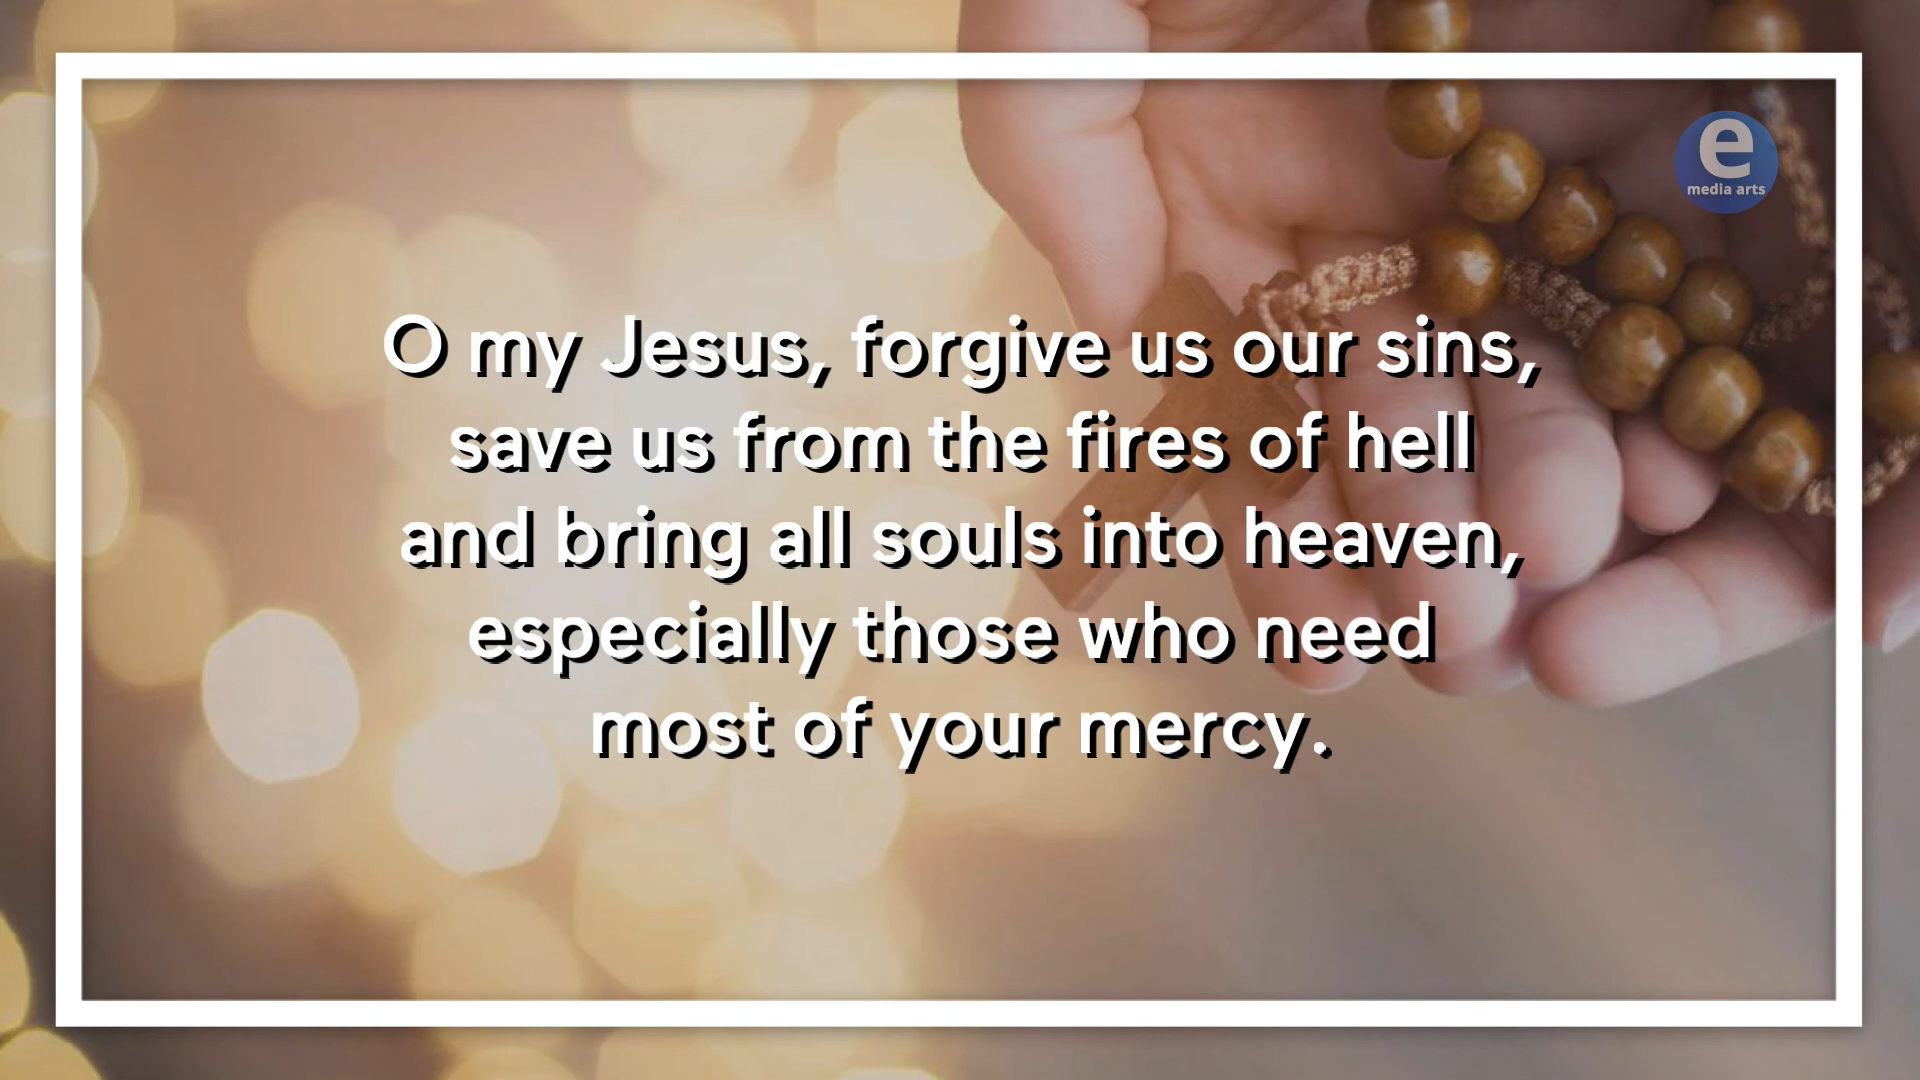 e
media arts
O my Jesus, forgive us our sins,
save us from the fires of hell
and bring all souls into heaven,
especially those who need
most of your mercy.